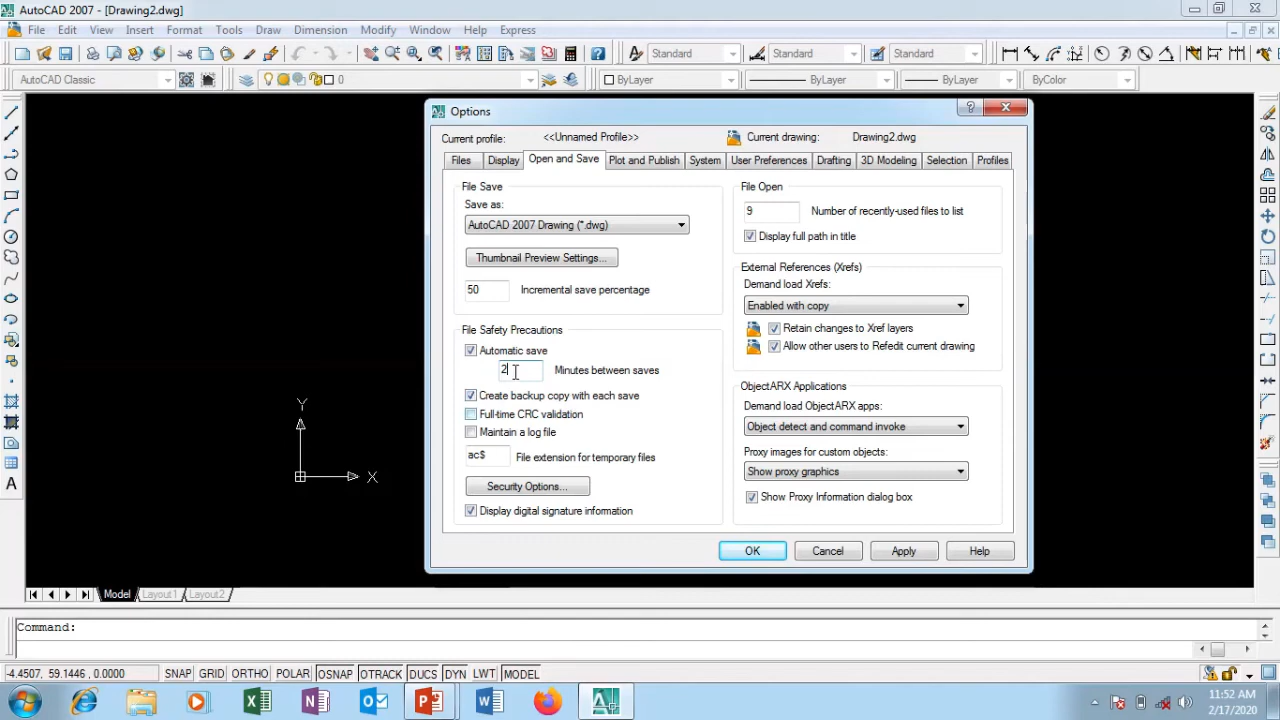 AutoCAD 2007 - [Drawing2.dwg]
File Edit View Insert Format Tools Draw Dimension Modify Window Help Express
Standard Standard Standard
AutoCAD Classic 0 ByLayer ByLayer ByLayer ByColor
Options
Current profile: <<Unnamed Profile>> Current drawing: Drawing2.dwg
Files Display Open and Save Plot and Publish System User Preferences Drafting 3D Modeling Selection Profiles
File Save
Save as:
AutoCAD 2007 Drawing (*.dwg)
Thumbnail Preview Settings...
50 Incremental save percentage
File Safety Precautions
Automatic save
2 Minutes between saves
Create backup copy with each save
Full-time CRC validation
Maintain a log file
ac$ File extension for temporary files
Security Options...
Display digital signature information
File Open
9 Number of recently-used files to list
Display full path in title
External References (Xrefs)
Demand load Xrefs:
Enabled with copy
Retain changes to Xref layers
Allow other users to Refedit current drawing
ObjectARX Applications
Demand load ObjectARX apps:
Object detect and command invoke
Proxy images for custom objects:
Show proxy graphics
Show Proxy Information dialog box
OK Cancel Apply Help
Y
X
A
Model Layout1 Layout2
Command:
-4.4507, 59.1446 , 0.0000 SNAP GRID ORTHO POLAR OSNAP OTRACK DUCS DYN LWT MODEL
11:52 AM
2/17/2020